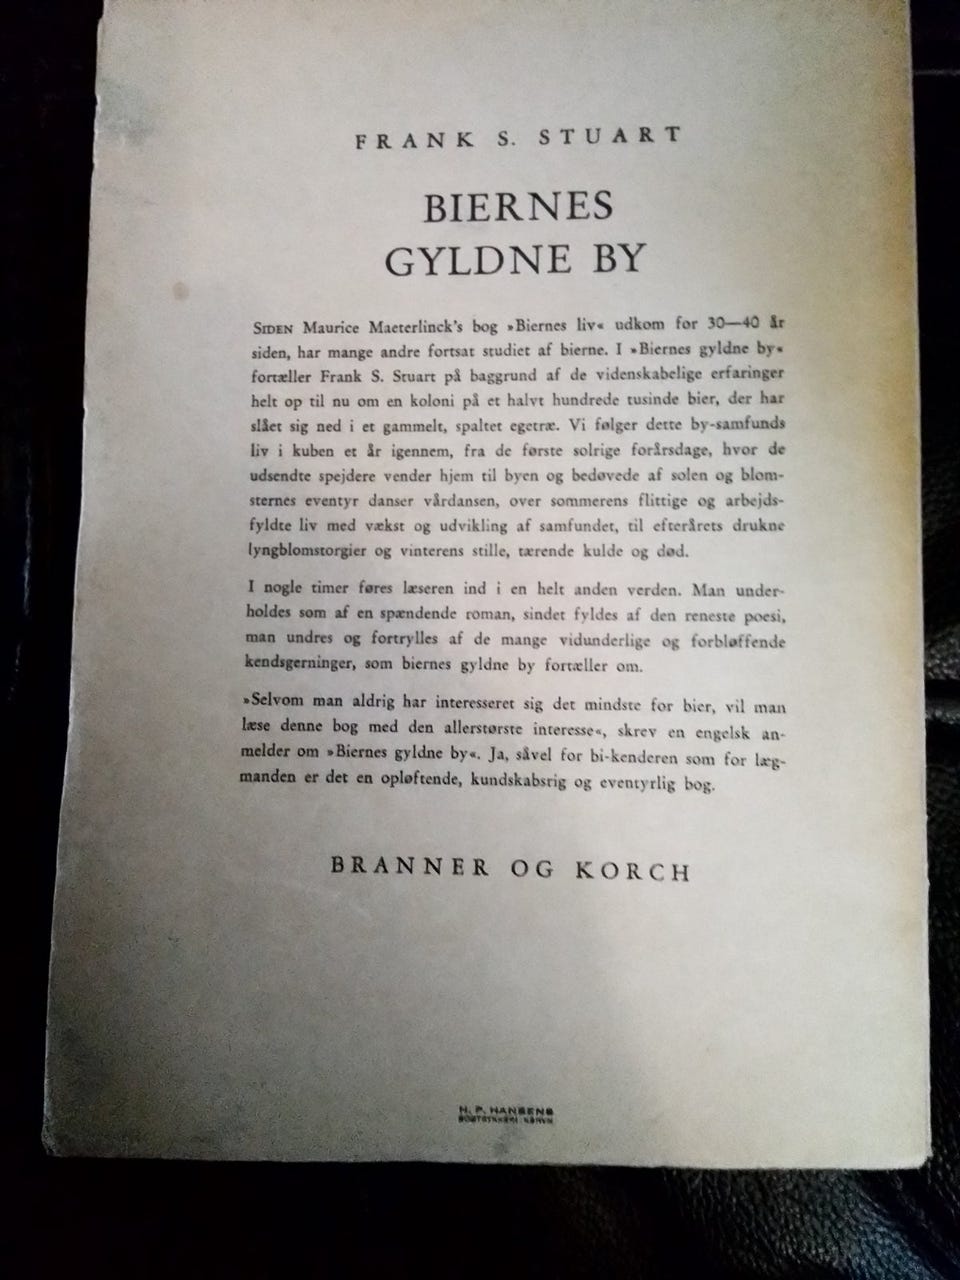 FRANK S. STUART
BIERNES
GYLDNE BY
SIDEN Maurice Maeterlinck's bog »Biernes liv« udkom for 30—40 år
siden, har mange andre fortsat studiet af bierne. I »Biernes gyldne by«
fortæller Frank S. Stuart på baggrund af de videnskabelige erfaringer
helt op til nu om en koloni på et halvt hundrede tusinde bier, der har
slået sig ned i et gammelt, spaltet egetræ. Vi følger dette by-samfunds
liv i kuben et år igennem, fra de første solrige forårsdage, hvor de
udsendte spejdere vender hjem til byen og bedøvede af solen og blom-
sternes eventyr danser vårdansen, over sommerens flittige og arbejds-
fyldte liv med vækst og udvikling af samfundet, til efterårets drukne
lyngblomstorgier og vinterens stille, tærende kulde og død.
I nogle timer føres læseren ind i en helt anden verden. Man under-
holdes som af en spændende roman, sindet fyldes af den reneste poesi,
man undres og fortrylles af de mange vidunderlige og forbløffende
kendsgerninger, som biernes gyldne by fortæller om.
»Selvom man aldrig har interesseret sig det mindste for bier, vil man
læse denne bog med den allerstørste interesse«, skrev en engelsk an-
melder om »Biernes gyldne by«. Ja, såvel for bi-kenderen som for læg-
manden er det en opløftende, kundskabsrig og eventyrlig bog.
BRANNER OG KORCH
H. P. HANSENS
BOGTRYKKERI